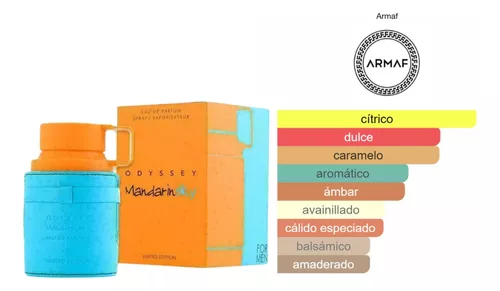 Armaf
ARMAF
cítrico
dulce
caramelo
aromático
ámbar
avainillado
cálido especiado
balsámico
amaderado
EAU DE PARFUM
ODYSSEY
Mandarin Sky
LIMITED EDITION
FOR
MEN